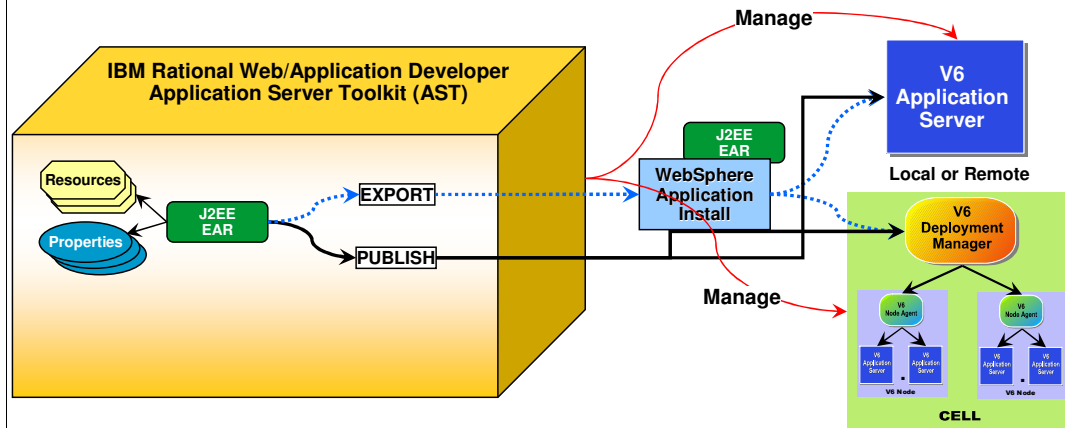 Manage
IBM Rational Web/Application Developer
Application Server Toolkit (AST)
V6
Application
Server
Local or Remote
J2EE
EAR
WebSphere
Application
Install
Resources
Properties
J2EE
EAR
EXPORT
PUBLISH
Manage
V6
Deployment
Manager
V6
Node Agent
V6
Node Agent
V6
Application
Server
.
V6
Application
Server
V6
Application
Server
.
V6
Application
Server
V6 Node
V6 Node
CELL